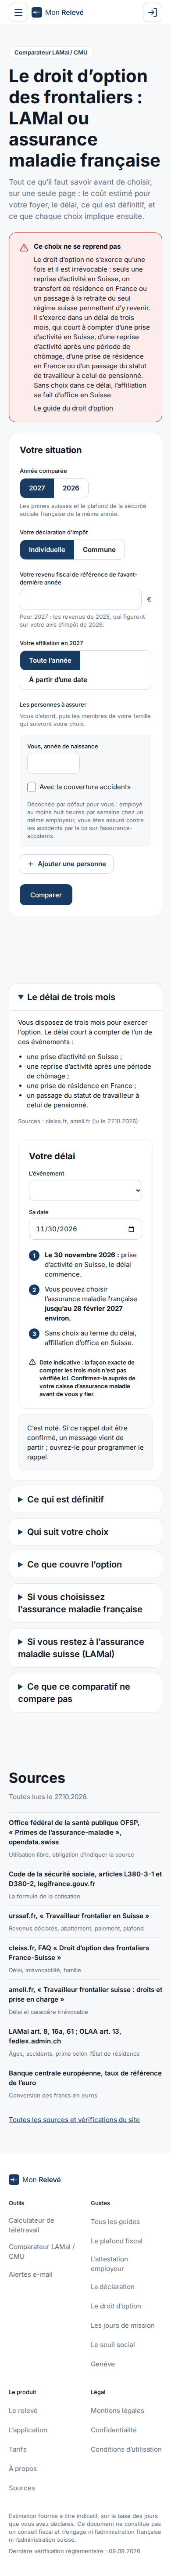 Mon Relevé
Comparateur LAMal / CMU
Le droit d’option
des frontaliers :
LAMal ou
assurance
maladie française
Tout ce qu’il faut savoir avant de choisir,
sur une seule page : le coût estimé pour
votre foyer, le délai, ce qui est définitif, et
ce que chaque choix implique ensuite.
Ce choix ne se reprend pas
Le droit d’option ne s’exerce qu’une
fois et il est irrévocable : seuls une
reprise d’activité en Suisse, un
transfert de résidence en France ou
un passage à la retraite du seul
régime suisse permettent d’y revenir.
Il s’exerce dans un délai de trois
mois, qui court à compter d’une prise
d’activité en Suisse, d’une reprise
d’activité après une période de
chômage, d’une prise de résidence
en France ou d’un passage du statut
de travailleur à celui de pensionné.
Sans choix dans ce délai, l’affiliation
se fait d’office en Suisse.
Le guide du droit d’option
Votre situation
Année comparée
2027 2026
Les primes suisses et le plafond de la sécurité
sociale française de la même année.
Votre déclaration d’impôt
Individuelle Commune
Votre revenu fiscal de référence de l’avant-
dernière année
€
Pour 2027 : les revenus de 2025, qui figurent
sur votre avis d’impôt de 2026.
Votre affiliation en 2027
Toute l’année
À partir d’une date
Les personnes à assurer
Vous d’abord, puis les membres de votre famille
qui suivront votre choix.
Vous, année de naissance
Avec la couverture accidents
Décochée par défaut pour vous : employé
au moins huit heures par semaine chez un
même employeur, vous êtes assuré contre
les accidents par la loi sur l’assurance-
accidents.
+ Ajouter une personne
Comparer
▼ Le délai de trois mois
Vous disposez de trois mois pour exercer
l’option. Le délai court à compter de l’un de
ces événements :
• une prise d’activité en Suisse ;
• une reprise d’activité après une période
de chômage ;
• une prise de résidence en France ;
• un passage du statut de travailleur à
celui de pensionné.
Sources : cleiss.fr, ameli.fr (lu le 27.10.2026)
Votre délai
L’événement
Sa date
11/30/2026
1 Le 30 novembre 2026 : prise
d’activité en Suisse, le délai
commence.
2 Vous pouvez choisir
l’assurance maladie française
jusqu’au 28 février 2027
environ.
3 Sans choix au terme du délai,
affiliation d’office en Suisse.
Date indicative : la façon exacte de
compter les trois mois n’est pas
vérifiée ici. Confirmez-la auprès de
votre caisse d’assurance maladie
avant de vous y fier.
C’est noté. Si ce rappel doit être
confirmé, un message vient de
partir ; ouvrez-le pour programmer le
rappel.
▶ Ce qui est définitif
▶ Qui suit votre choix
▶ Ce que couvre l’option
▶ Si vous choisissez
l’assurance maladie française
▶ Si vous restez à l’assurance
maladie suisse (LAMal)
▶ Ce que ce comparatif ne
compare pas
Sources
Toutes lues le 27.10.2026.
Office fédéral de la santé publique OFSP,
« Primes de l’assurance-maladie »,
opendata.swiss
Utilisation libre, obligation d’indiquer la source
Code de la sécurité sociale, articles L380-3-1 et
D380-2, legifrance.gouv.fr
La formule de la cotisation
urssaf.fr, « Travailleur frontalier en Suisse »
Revenus déclarés, abattement, paiement, plafond
cleiss.fr, FAQ « Droit d’option des frontaliers
France-Suisse »
Délai, irrévocabilité, famille
ameli.fr, « Travailleur frontalier suisse : droits et
prise en charge »
Délai et caractère irrévocable
LAMal art. 8, 16a, 61 ; OLAA art. 13,
fedlex.admin.ch
Âges, accidents, prime selon l’État de résidence
Banque centrale européenne, taux de référence
de l’euro
Conversion des francs en euros
Toutes les sources et vérifications du site
Mon Relevé
Outils
Calculateur de
télétravail
Comparateur LAMal /
CMU
Alertes e-mail
Guides
Tous les guides
Le plafond fiscal
L’attestation
employeur
La déclaration
Le droit d’option
Les jours de mission
Le seuil social
Genève
Le produit
Le relevé
L’application
Tarifs
À propos
Sources
Légal
Mentions légales
Confidentialité
Conditions d’utilisation
Estimation fournie à titre indicatif, sur la base des jours
que vous avez déclarés. Ce document ne constitue pas
un conseil fiscal et n’engage ni l’administration française
ni l’administration suisse.
Dernière vérification réglementaire : 09.09.2026